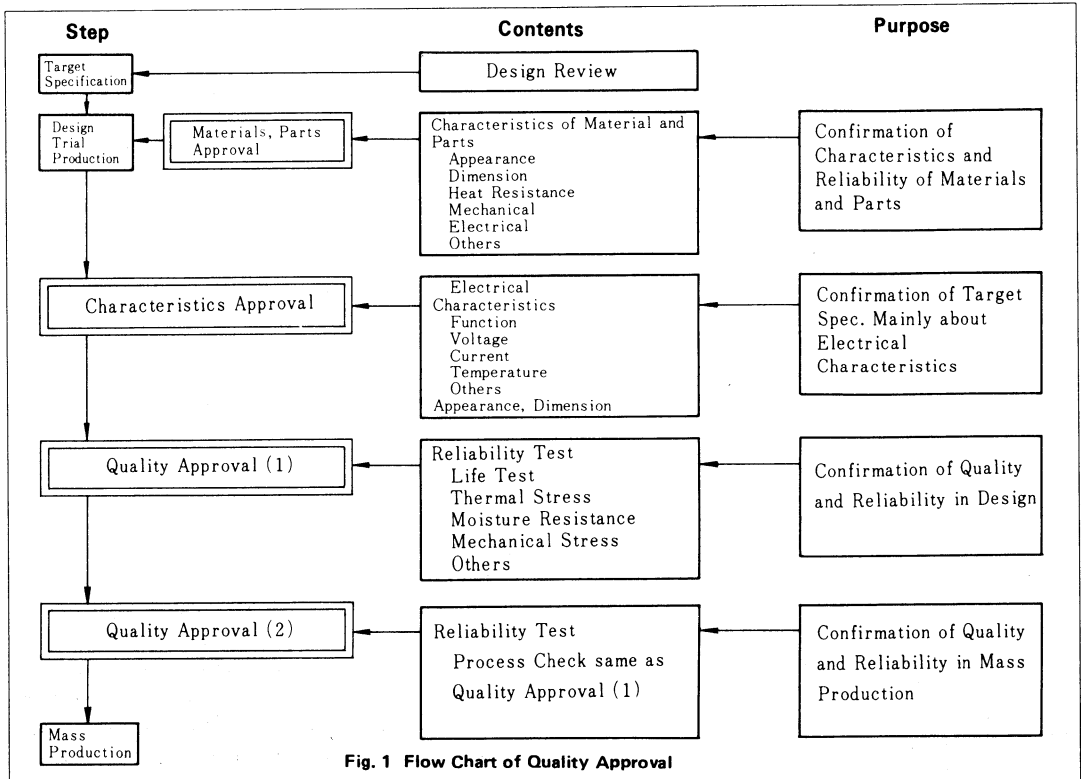 Step
Contents
Purpose
Target
Specification
Design Review
Design
Trial
Production
Materials, Parts
Approval
Characteristics of Material and
Parts
Appearance
Dimension
Heat Resistance
Mechanical
Electrical
Others
Confirmation of
Characteristics and
Reliability of Materials
and Parts
Characteristics Approval
Electrical
Characteristics
Function
Voltage
Current
Temperature
Others
Appearance, Dimension
Confirmation of Target
Spec. Mainly about
Electrical
Characteristics
Quality Approval (1)
Reliability Test
Life Test
Thermal Stress
Moisture Resistance
Mechanical Stress
Others
Confirmation of Quality
and Reliability in Design
Quality Approval (2)
Reliability Test
Process Check same as
Quality Approval (1)
Confirmation of Quality
and Reliability in Mass
Production
Mass
Production
Fig. 1 Flow Chart of Quality Approval